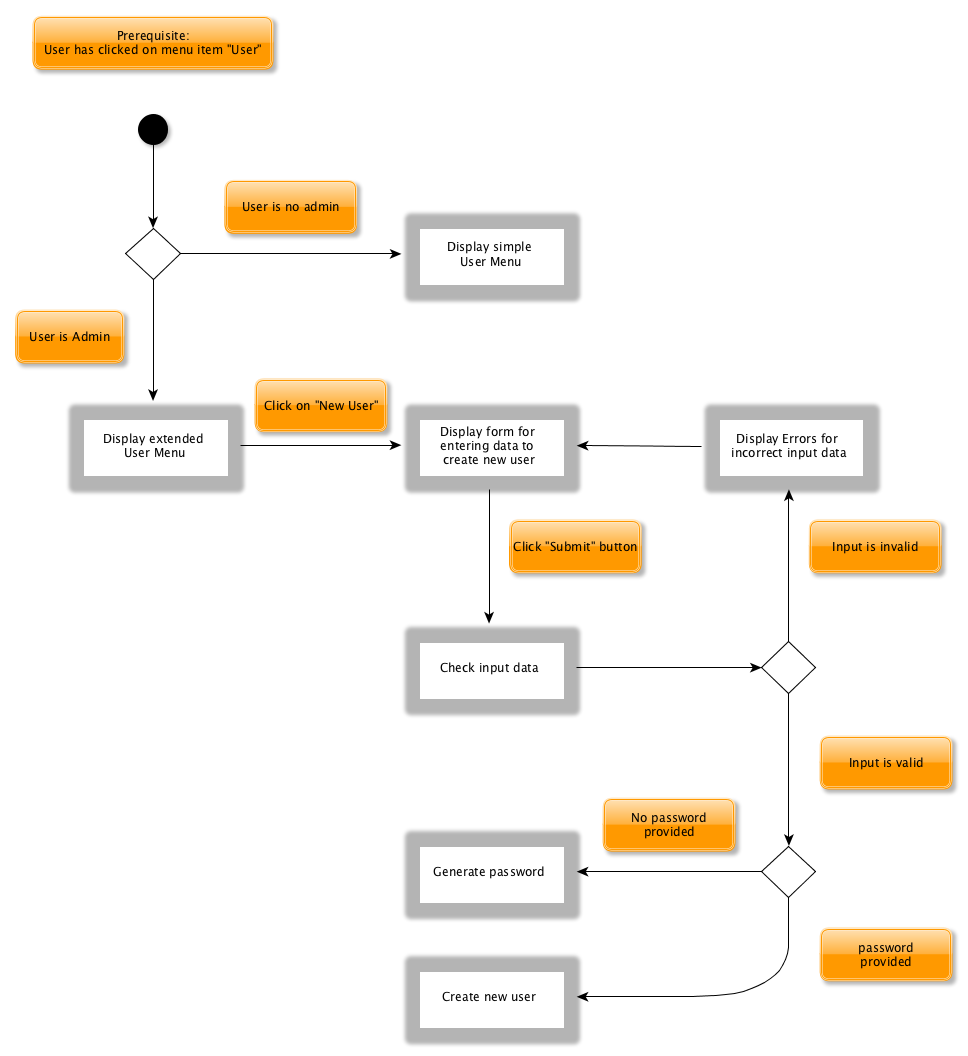 Prerequisite:
User has clicked on menu item "User"
User is no admin
Display simple
User Menu
User is Admin
Click on "New User"
Display extended
User Menu
Display form for
entering data to
create new user
Display Errors for
incorrect input data
Click "Submit" button
Input is invalid
Check input data
Input is valid
No password
provided
Generate password
password
provided
Create new user